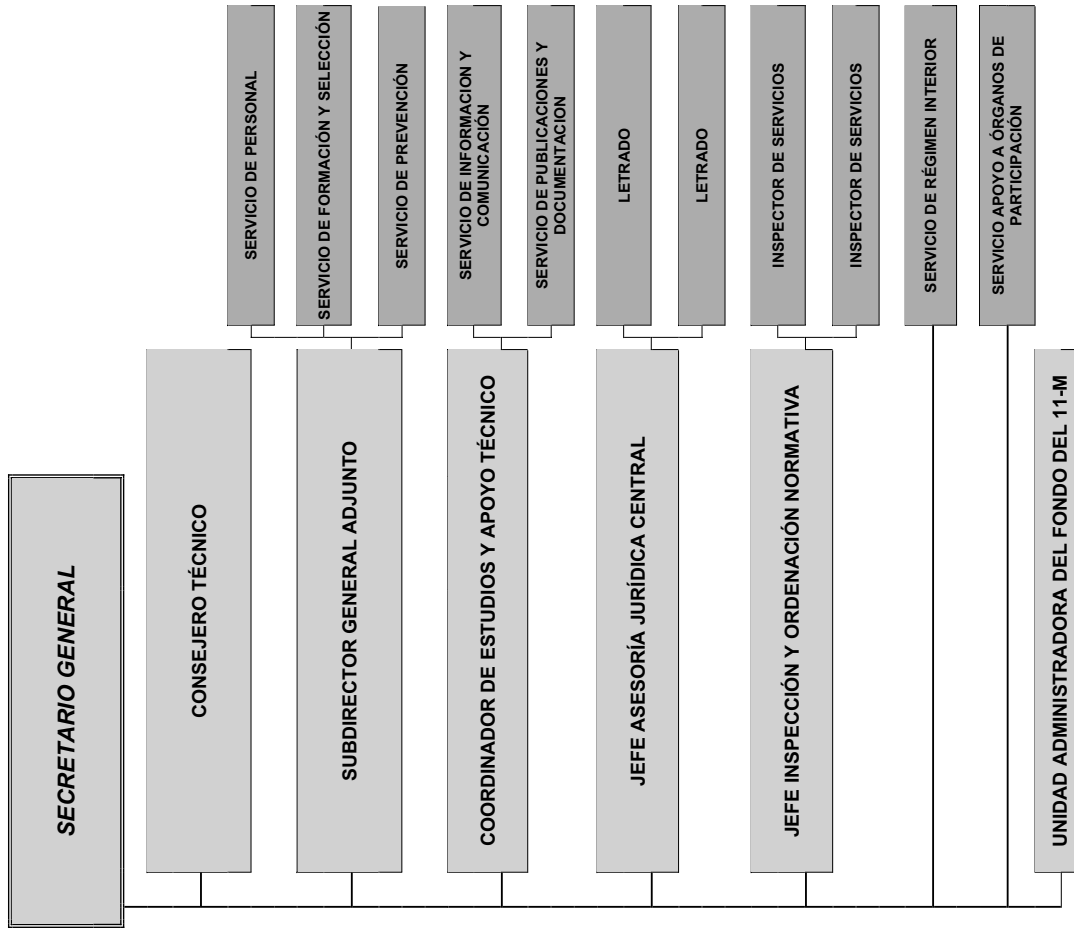 SECRETARIO GENERAL
CONSEJERO TÉCNICO
SUBDIRECTOR GENERAL ADJUNTO
SERVICIO DE PERSONAL
SERVICIO DE FORMACIÓN Y SELECCIÓN
SERVICIO DE PREVENCIÓN
COORDINADOR DE ESTUDIOS Y APOYO TÉCNICO
SERVICIO DE INFORMACION Y
COMUNICACIÓN
SERVICIO DE PUBLICACIONES Y
DOCUMENTACION
JEFE ASESORÍA JURÍDICA CENTRAL
LETRADO
LETRADO
JEFE INSPECCIÓN Y ORDENACIÓN NORMATIVA
INSPECTOR DE SERVICIOS
INSPECTOR DE SERVICIOS
SERVICIO DE RÉGIMEN INTERIOR
SERVICIO APOYO A ÓRGANOS DE
PARTICIPACIÓN
UNIDAD ADMINISTRADORA DEL FONDO DEL 11-M